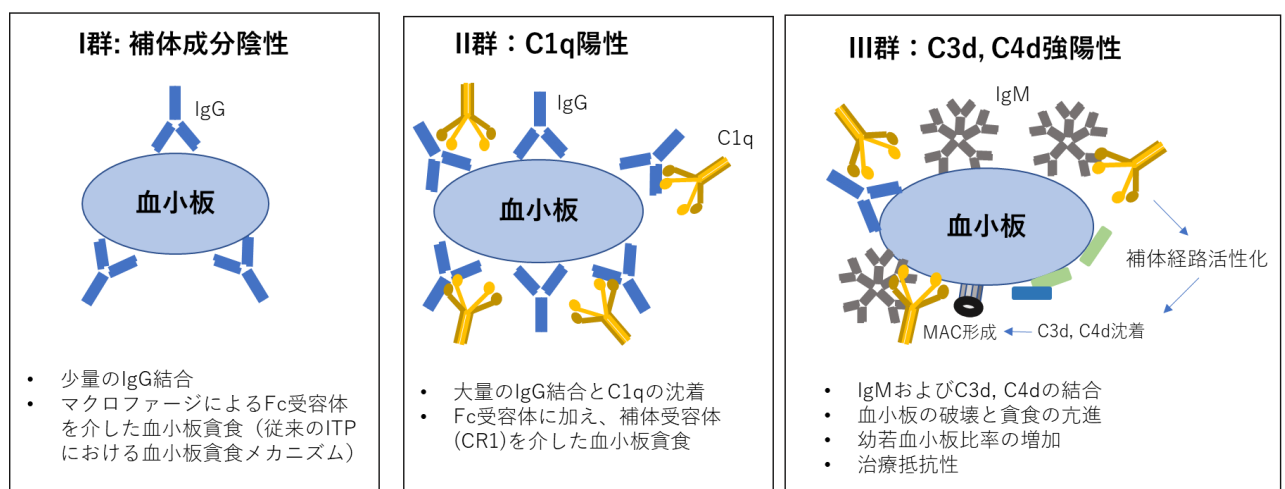 I群: 補体成分陰性
IgG
血小板
• 少量のIgG結合
• マクロファージによるFc受容体
を介した血小板貪食（従来のITP
における血小板貪食メカニズム）
II群：C1q陽性
IgG
C1q
血小板
• 大量のIgG結合とC1qの沈着
• Fc受容体に加え、補体受容体
(CR1)を介した血小板貪食
III群：C3d, C4d強陽性
IgM
血小板
補体経路活性化
MAC形成
C3d, C4d沈着
• IgMおよびC3d, C4dの結合
• 血小板の破壊と貪食の亢進
• 幼若血小板比率の増加
• 治療抵抗性